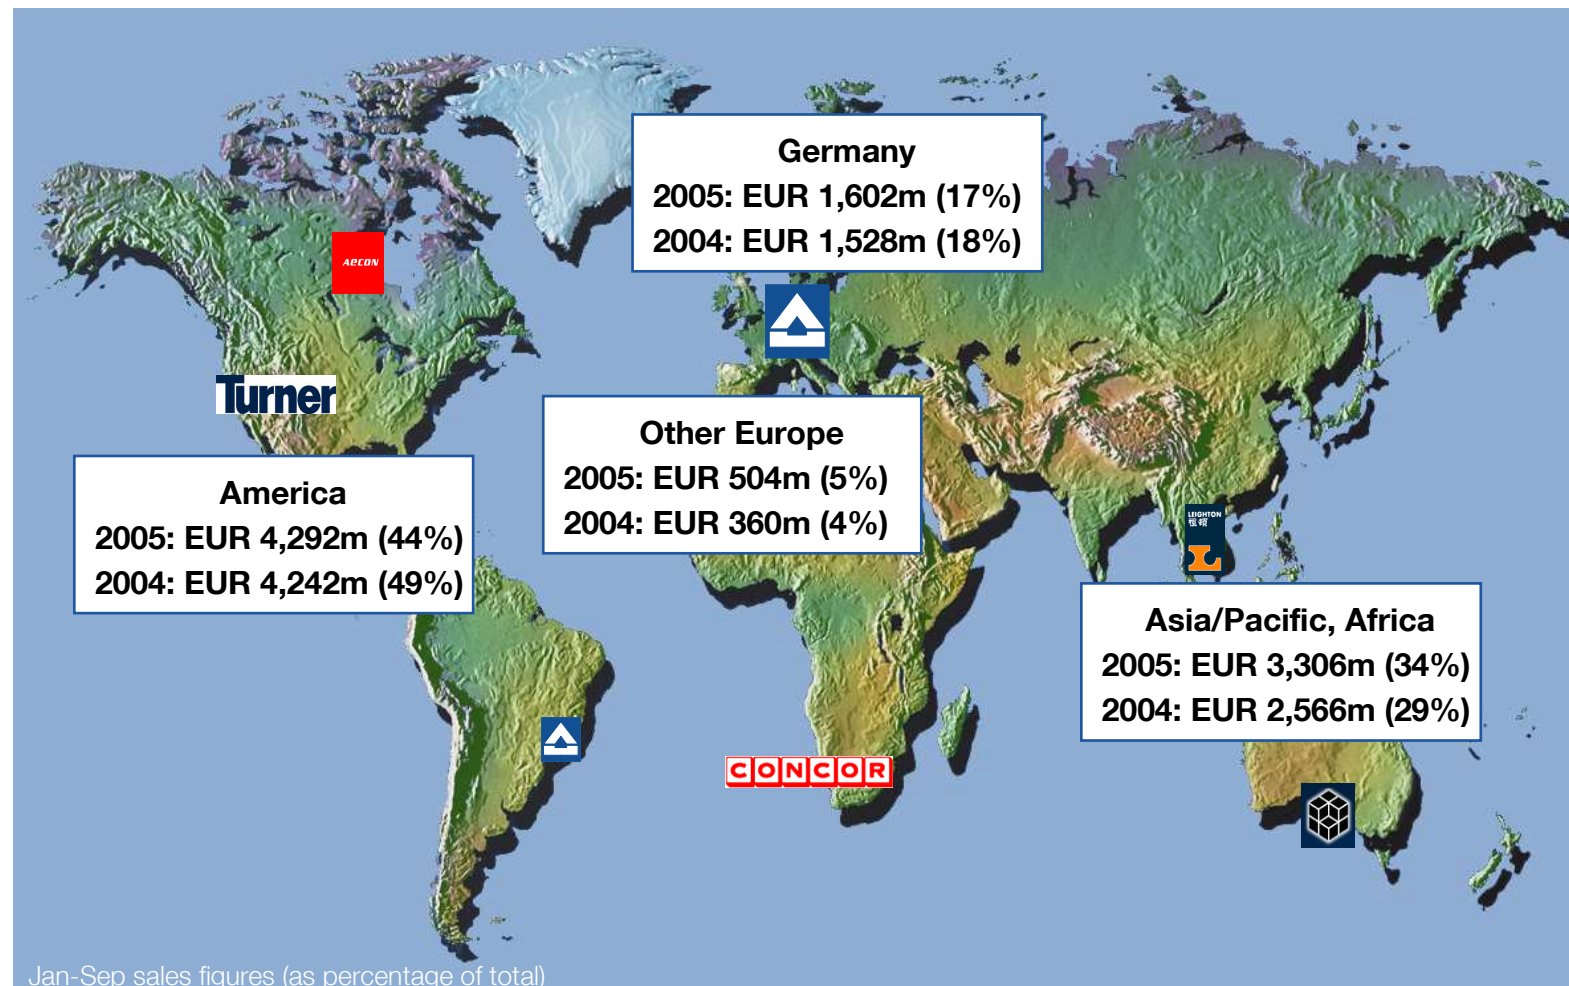 Germany
2005: EUR 1,602m (17%)
2004: EUR 1,528m (18%)
AECON
Turner
Other Europe
2005: EUR 504m (5%)
2004: EUR 360m (4%)
America
2005: EUR 4,292m (44%)
2004: EUR 4,242m (49%)
LEIGHTON
Asia/Pacific, Africa
2005: EUR 3,306m (34%)
2004: EUR 2,566m (29%)
CONCOR
Jan-Sep sales figures (as percentage of total)